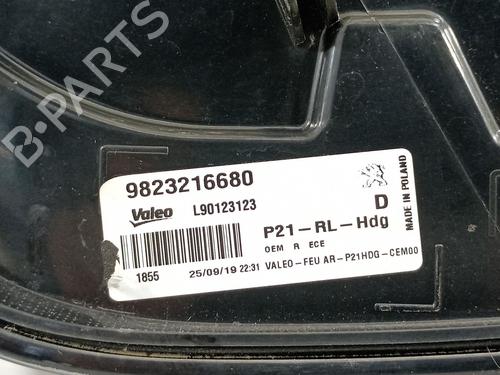 B-PARTS
9823216680
Valeo L90123123 D
P21-RL-Hdg
OEM R ECE
1855 25/09/19 22:31 VALEO-FEU AR-P21HDG-CEM00
MADE IN POLAND